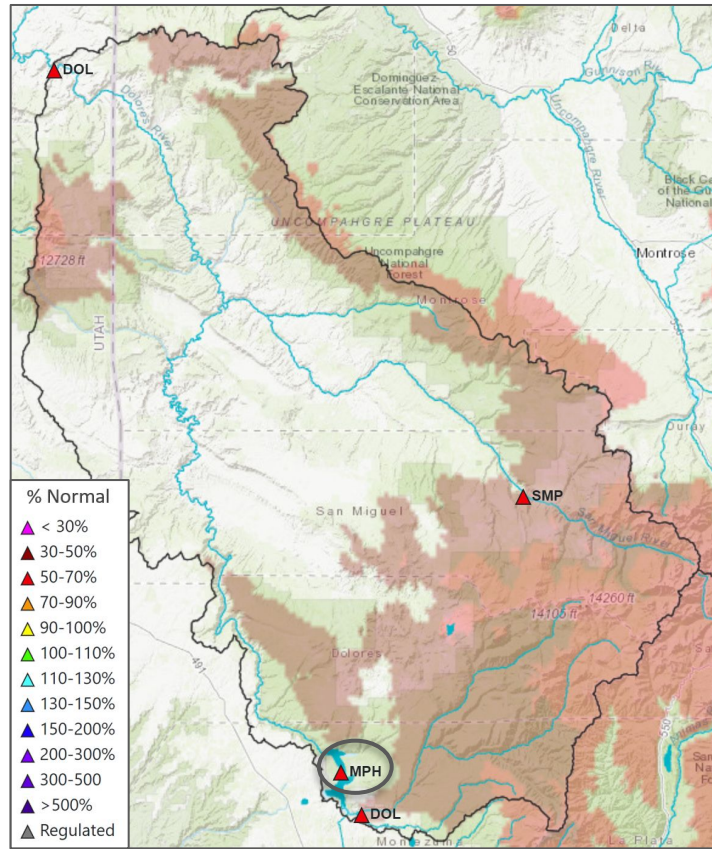 Delta
50
DOL
Gunnison River
Dominguez
Escalante National
Conservation Area
Dolores River
Uncompahgre River
Black Ca
of the Gu
National
UNCOMPAHGRE PLATEAU
Montrose
Uncompahgre
National
Forest
12728 ft
Montrose
550
UTAH
Ouray
% Normal
< 30%
30-50%
50-70%
70-90%
90-100%
100-110%
110-130%
130-150%
150-200%
200-300%
300-500
>500%
Regulated
SMP
San Miguel
San Miguel River
14260 ft
14105 ft
Dolores
491
550
MPH
DOL
Montezuma
La Plata